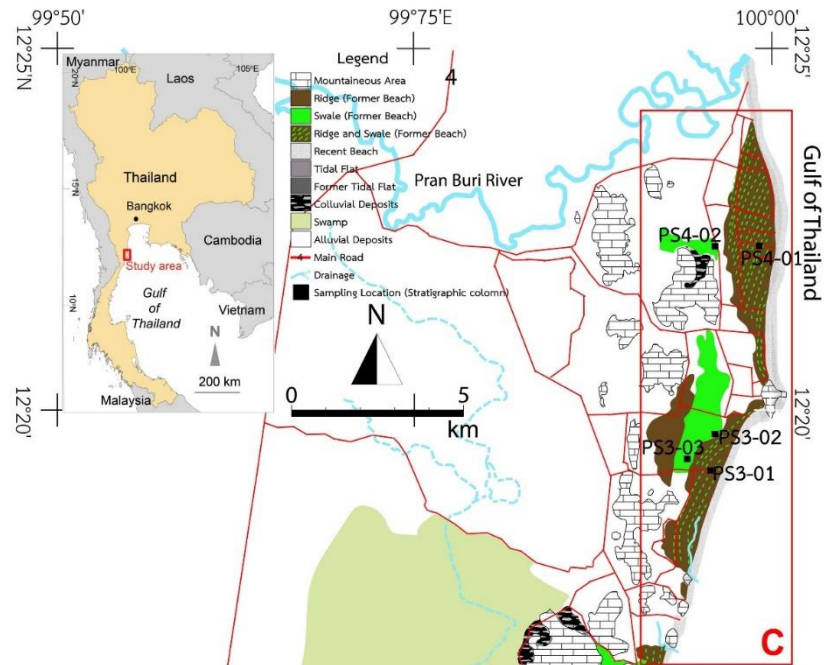 99°50'
99°75'
100°00'
12°25'N
12°25'
Myanmar
100°E
105°E
20°N
Laos
Thailand
15°N
Bangkok
Cambodia
Study area
Gulf
of
Thailand
Vietnam
10°N
N
200 km
Malaysia
Legend
Mountaineous Area
Ridge (Former Beach)
Swale (Former Beach)
Ridge and Swale (Former Beach)
Recent Beach
Tidal Flat
Former Tidal Flat
Colluvial Deposits
Swamp
Alluvial Deposits
4 Main Road
Drainage
Sampling Location (Stratigraphic colomn)
N
0 5
km
4
Pran Buri River
Gulf of Thailand
PS4-02
PS4-01
12°20'
12°20'
PS3-02
PS3-03
PS3-01
C